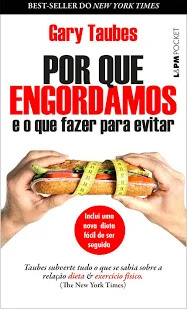 BEST-SELLER DO NEW YORK TIMES
Gary Taubes
L&PM POCKET
POR QUE
ENGORDAMOS
e o que fazer para evitar
Inclui
uma nova dieta
fácil de ser
seguida
Taubes subverte tudo o que se sabia sobre a
relação dieta & exercício físico.
(The New York Times)